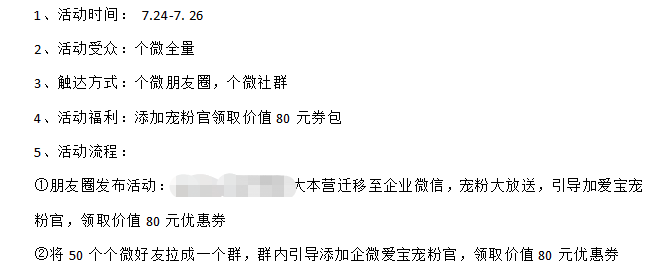 1、活动时间： 7.24-7. 26
2、活动受众：个微全量
3、触达方式：个微朋友圈，个微社群
4、活动福利：添加宠粉官领取价值 80 元券包
5、活动流程：
①朋友圈发布活动：大本营迁移至企业微信，宠粉大放送，引导加爱宝宠
粉官，领取价值 80 元优惠券
②将 50 个个微好友拉成一个群，群内引导添加企微爱宝宠粉官，领取价值 80 元优惠券